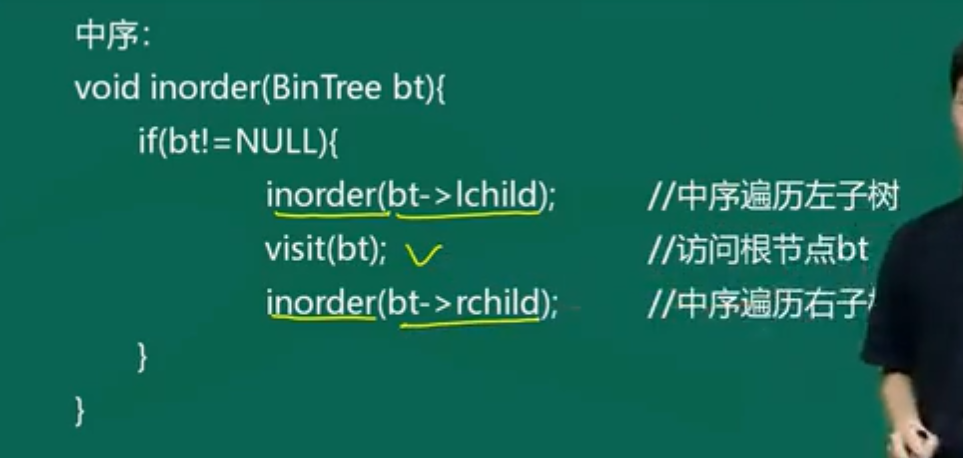 中序：
void inorder(BinTree bt){
if(bt!=NULL){
inorder(bt->lchild); //中序遍历左子树
visit(bt); //访问根节点bt
inorder(bt->rchild); //中序遍历右子
}
}